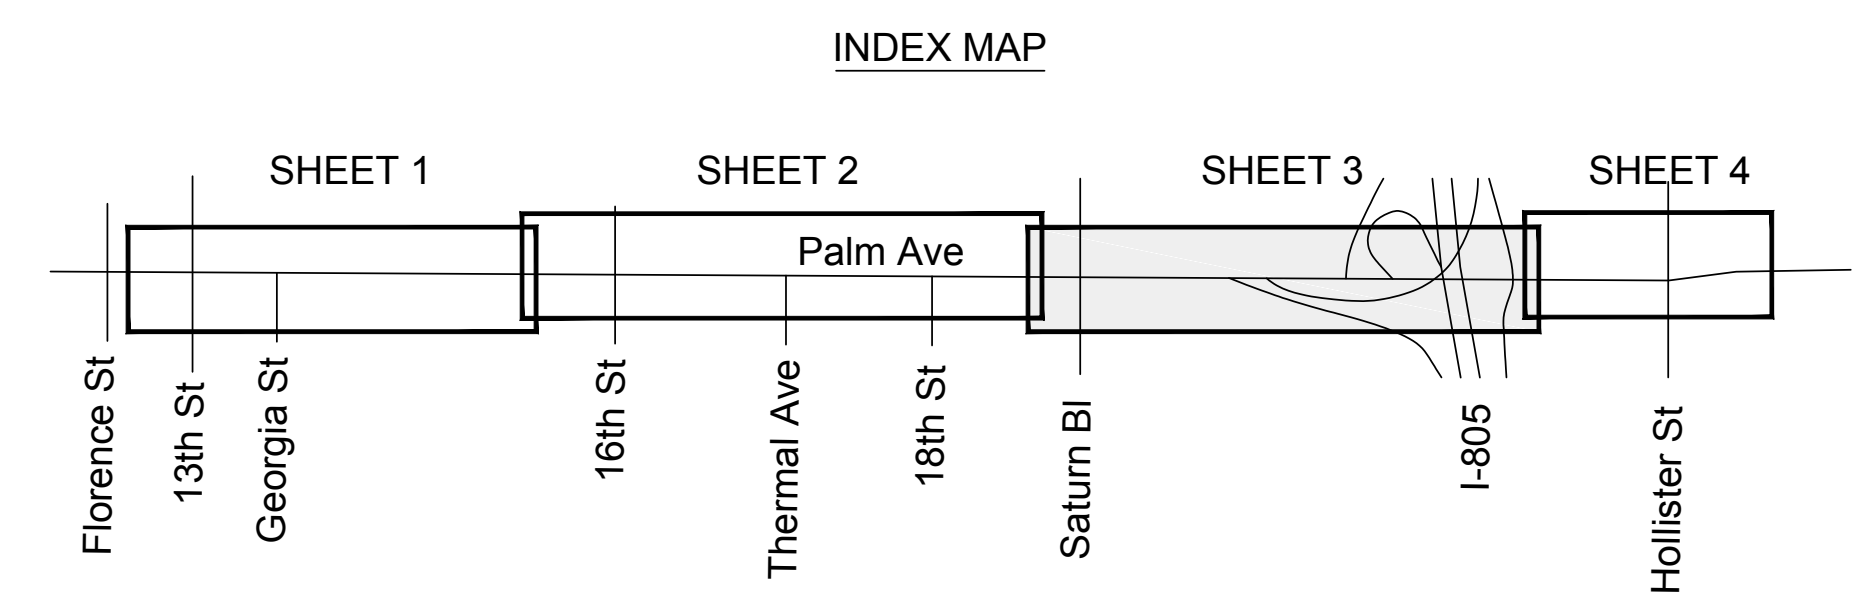 INDEX MAP
SHEET 1
SHEET 2
SHEET 3
SHEET 4
Palm Ave
Florence St
13th St
Georgia St
16th St
Thermal Ave
18th St
Saturn Bl
I-805
Hollister St